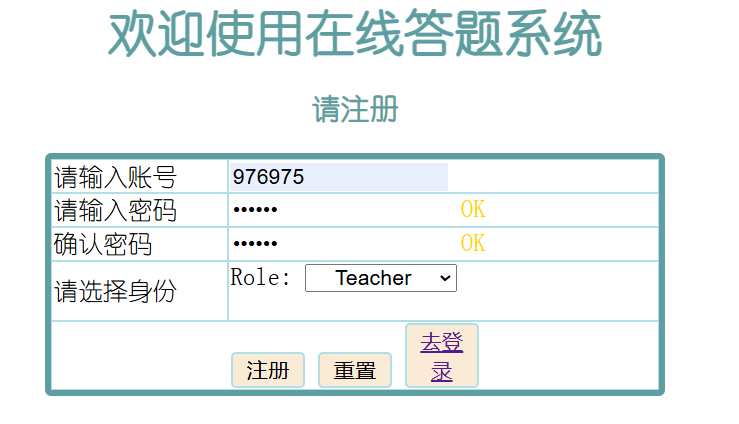 欢迎使用在线答题系统
请注册
请输入账号 976975
请输入密码 •••••• OK
确认密码 •••••• OK
请选择身份 Role: Teacher
注册 重置 去登
录